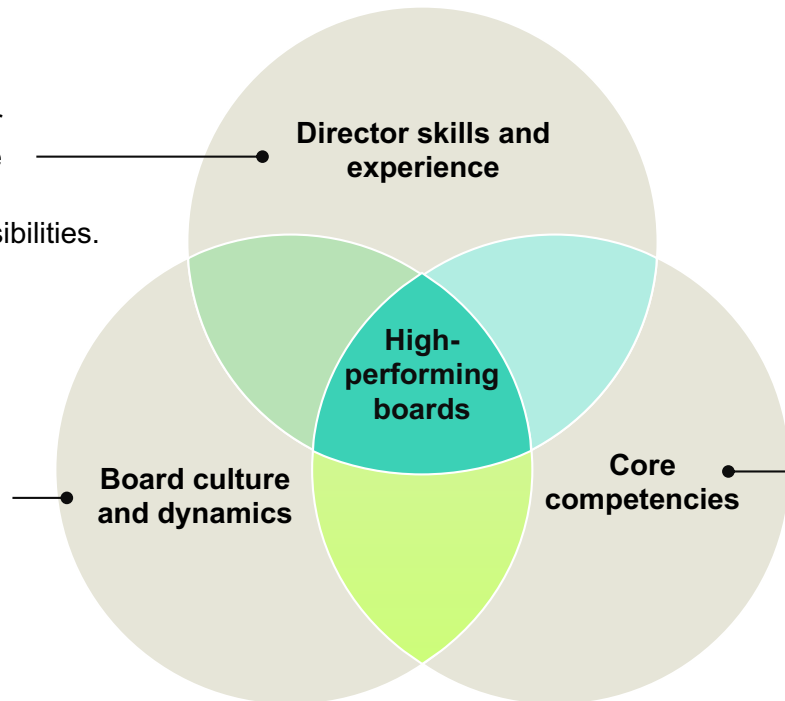 Director skills and
experience
sibilities.
High-
performing
boards
Board culture
and dynamics
Core
competencies